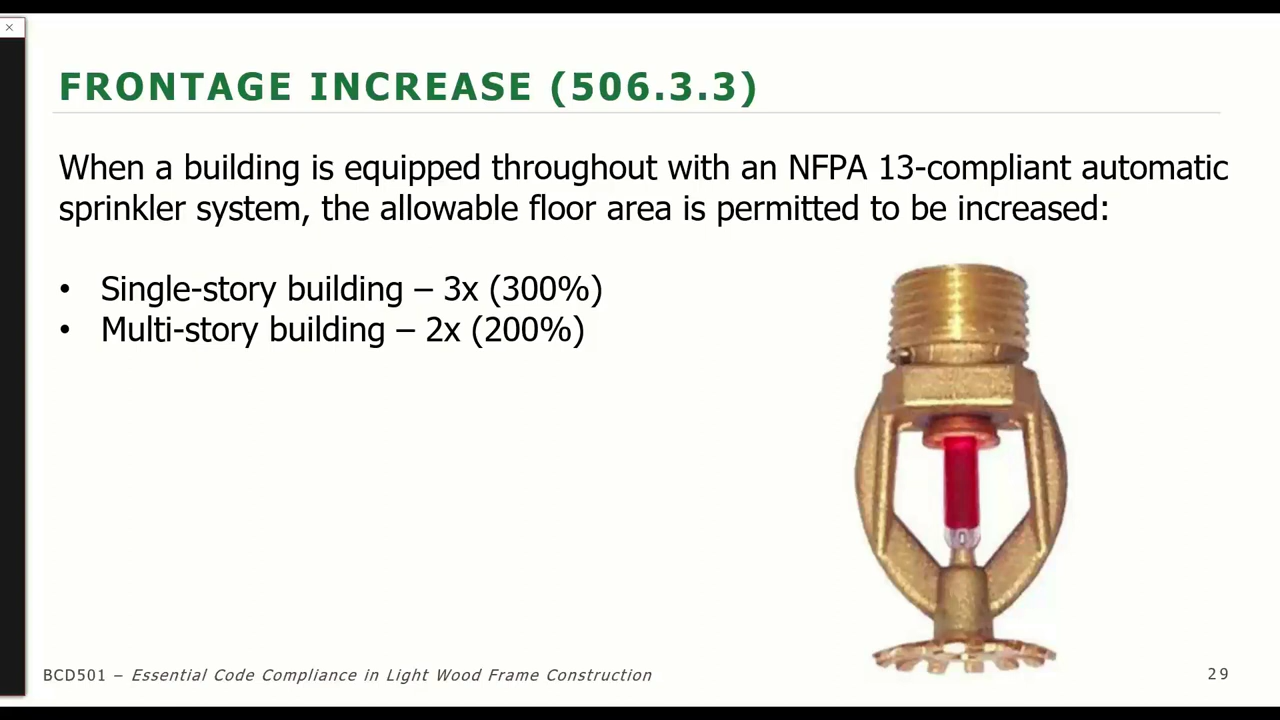 FRONTAGE INCREASE (506.3.3)
When a building is equipped throughout with an NFPA 13-compliant automatic
sprinkler system, the allowable floor area is permitted to be increased:
• Single-story building – 3x (300%)
• Multi-story building – 2x (200%)
BCD501 – Essential Code Compliance in Light Wood Frame Construction
29